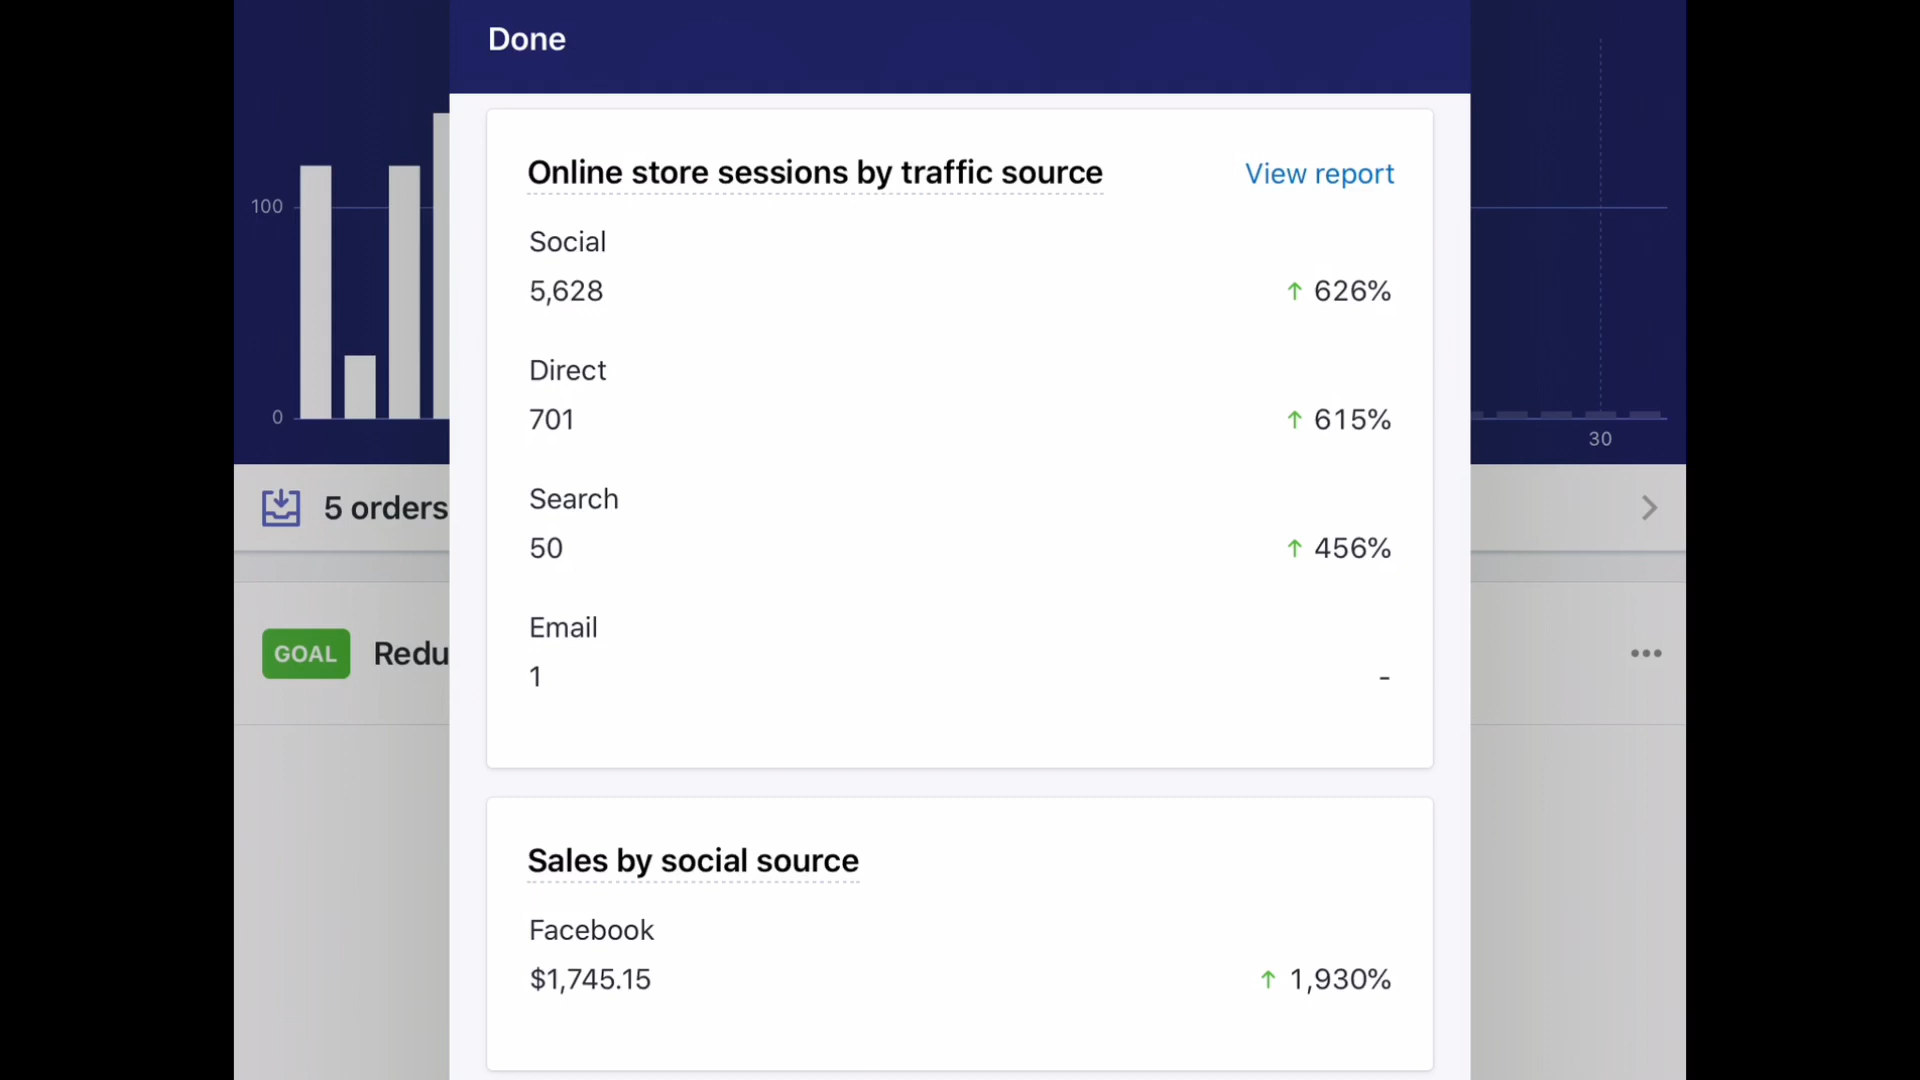 Done
Online store sessions by traffic source
View report
Social
5,628
↑ 626%
Direct
701
↑ 615%
Search
50
↑ 456%
Email
1
-
Sales by social source
Facebook
$1,745.15
↑ 1,930%
100
0
30
5 orders
GOAL
Redu